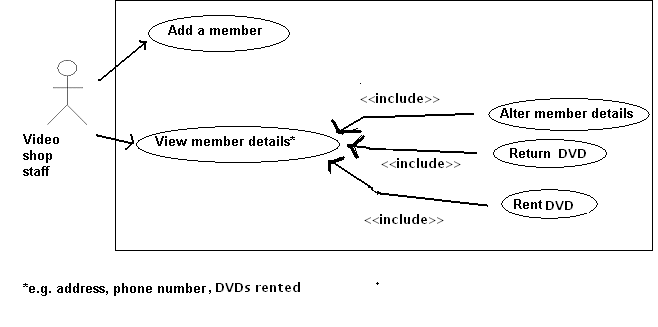 Add a member
<<include>>
Alter member details
Video
shop
staff
View member details*
Return DVD
<<include>>
Rent DVD
<<include>>
*e.g. address, phone number, DVDs rented